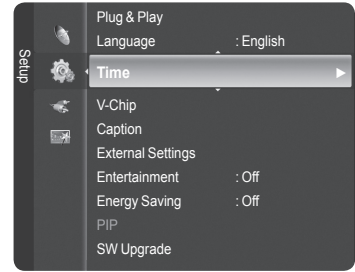 Setup
Plug & Play
Language : English
Time
V-Chip
Caption
External Settings
Entertainment : Off
Energy Saving : Off
PIP
SW Upgrade